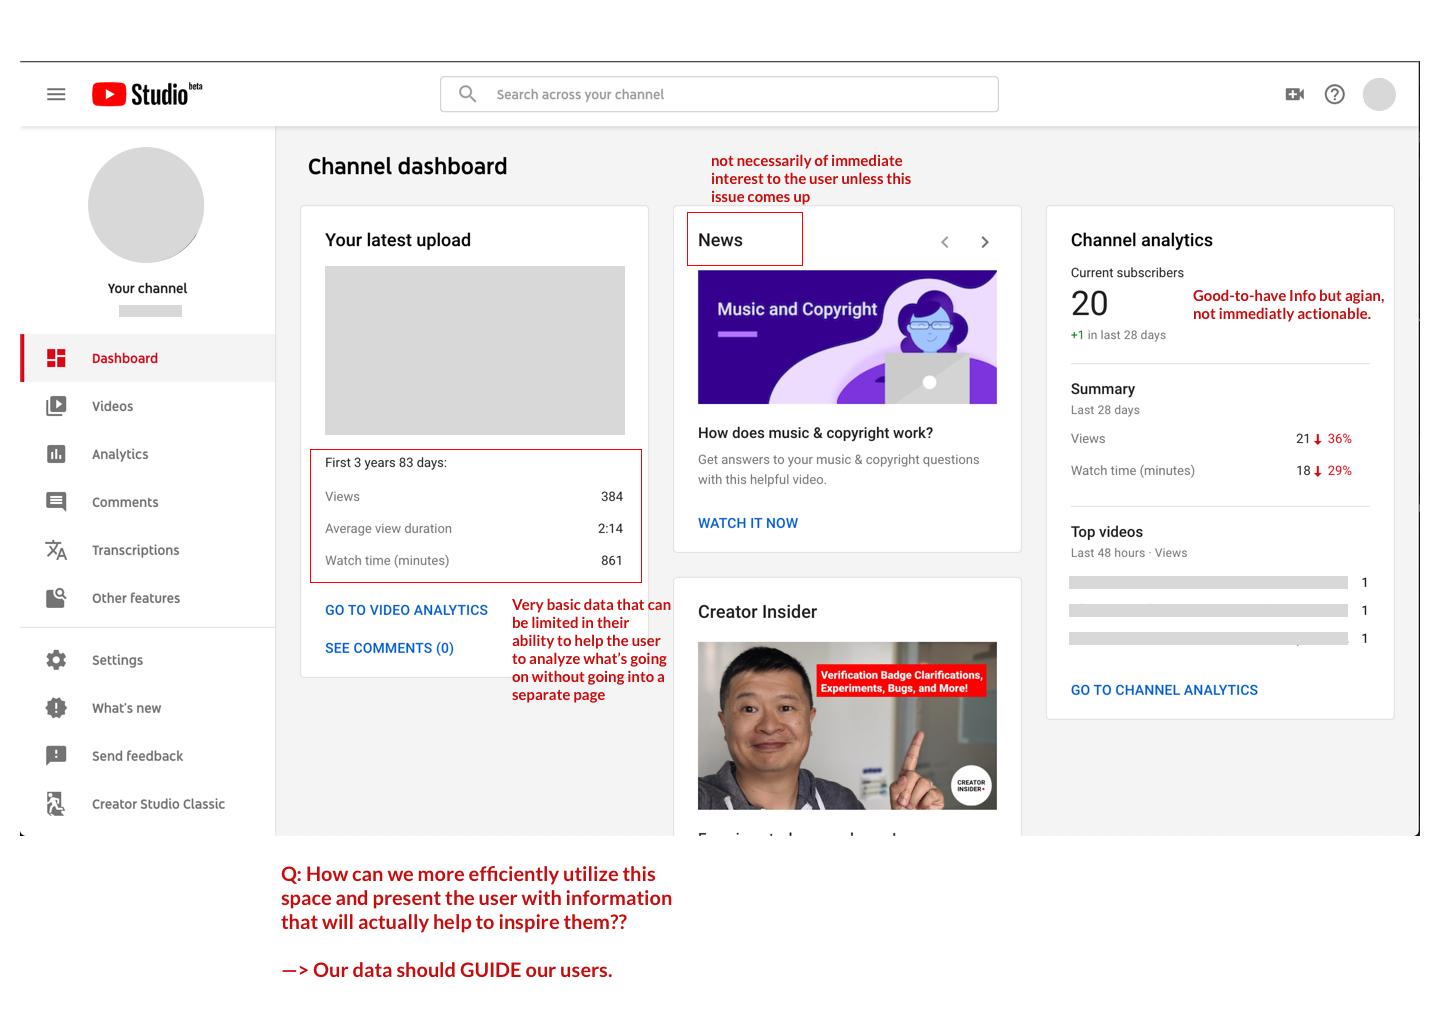 Studio beta
Search across your channel
Channel dashboard
not necessarily of immediate
interest to the user unless this
issue comes up
Your channel
Dashboard
Videos
Analytics
Comments
Transcriptions
Other features
Settings
What's new
Send feedback
Creator Studio Classic
Your latest upload
First 3 years 83 days:
Views 384
Average view duration 2:14
Watch time (minutes) 861
GO TO VIDEO ANALYTICS
SEE COMMENTS (0)
Very basic data that can
be limited in their
ability to help the user
to analyze what's going
on without going into a
separate page
News
Music and Copyright
How does music & copyright work?
Get answers to your music & copyright questions
with this helpful video.
WATCH IT NOW
Creator Insider
Verification Badge Clarifications,
Experiments, Bugs, and More!
CREATOR
INSIDER
Channel analytics
Current subscribers
20
+1 in last 28 days
Good-to-have Info but agian,
not immediatly actionable.
Summary
Last 28 days
Views 21 36%
Watch time (minutes) 18 29%
Top videos
Last 48 hours · Views
1
1
1
GO TO CHANNEL ANALYTICS
Q: How can we more efficiently utilize this
space and present the user with information
that will actually help to inspire them??
—> Our data should GUIDE our users.